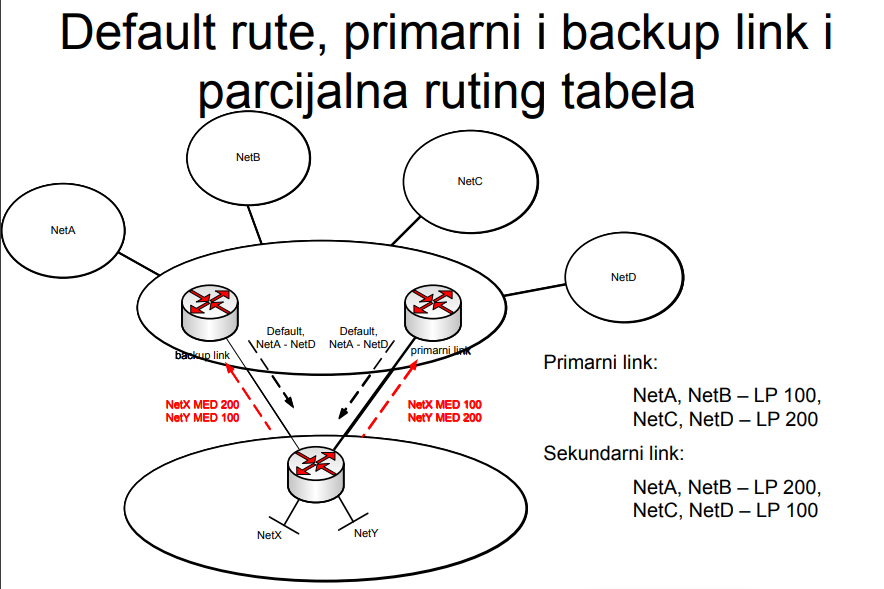 Default rute, primarni i backup link i
parcijalna ruting tabela
NetB
NetC
NetA
NetD
Default,
NetA - NetD
Default,
NetA - NetD
backup link
primarni link
NetX MED 200
NetY MED 100
NetX MED 100
NetY MED 200
NetX
NetY
Primarni link:
NetA, NetB – LP 100,
NetC, NetD – LP 200
Sekundarni link:
NetA, NetB – LP 200,
NetC, NetD – LP 100